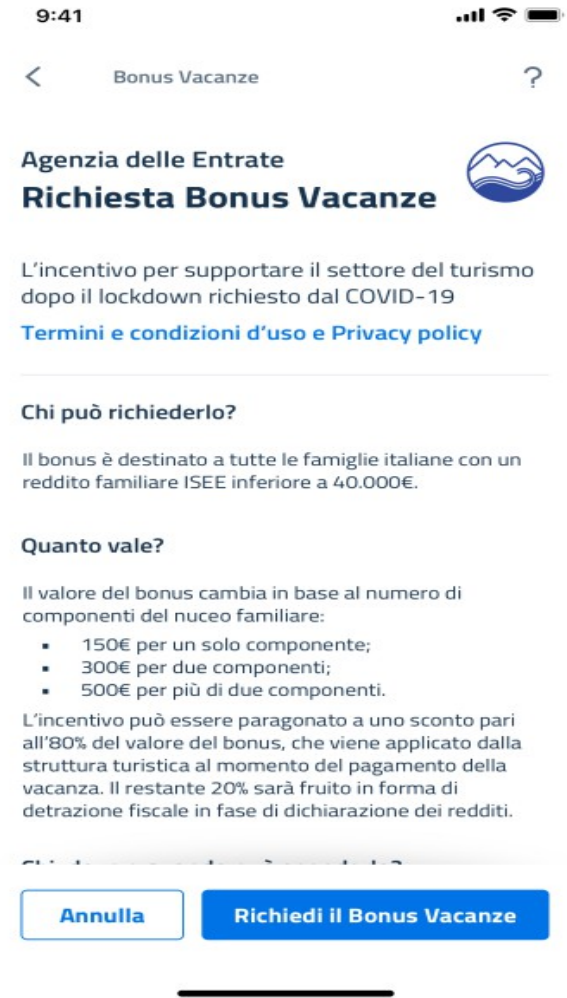 9:41
Bonus Vacanze
?
Agenzia delle Entrate
Richiesta Bonus Vacanze
L'incentivo per supportare il settore del turismo
dopo il lockdown richiesto dal COVID-19
Termini e condizioni d'uso e Privacy policy
Chi può richiederlo?
Il bonus è destinato a tutte le famiglie italiane con un
reddito familiare ISEE inferiore a 40.000€.
Quanto vale?
Il valore del bonus cambia in base al numero di
componenti del nuceo familiare:
▪ 150€ per un solo componente;
▪ 300€ per due componenti;
▪ 500€ per più di due componenti.
L'incentivo può essere paragonato a uno sconto pari
all'80% del valore del bonus, che viene applicato dalla
struttura turistica al momento del pagamento della
vacanza. Il restante 20% sarà fruito in forma di
detrazione fiscale in fase di dichiarazione dei redditi.
Annulla
Richiedi il Bonus Vacanze